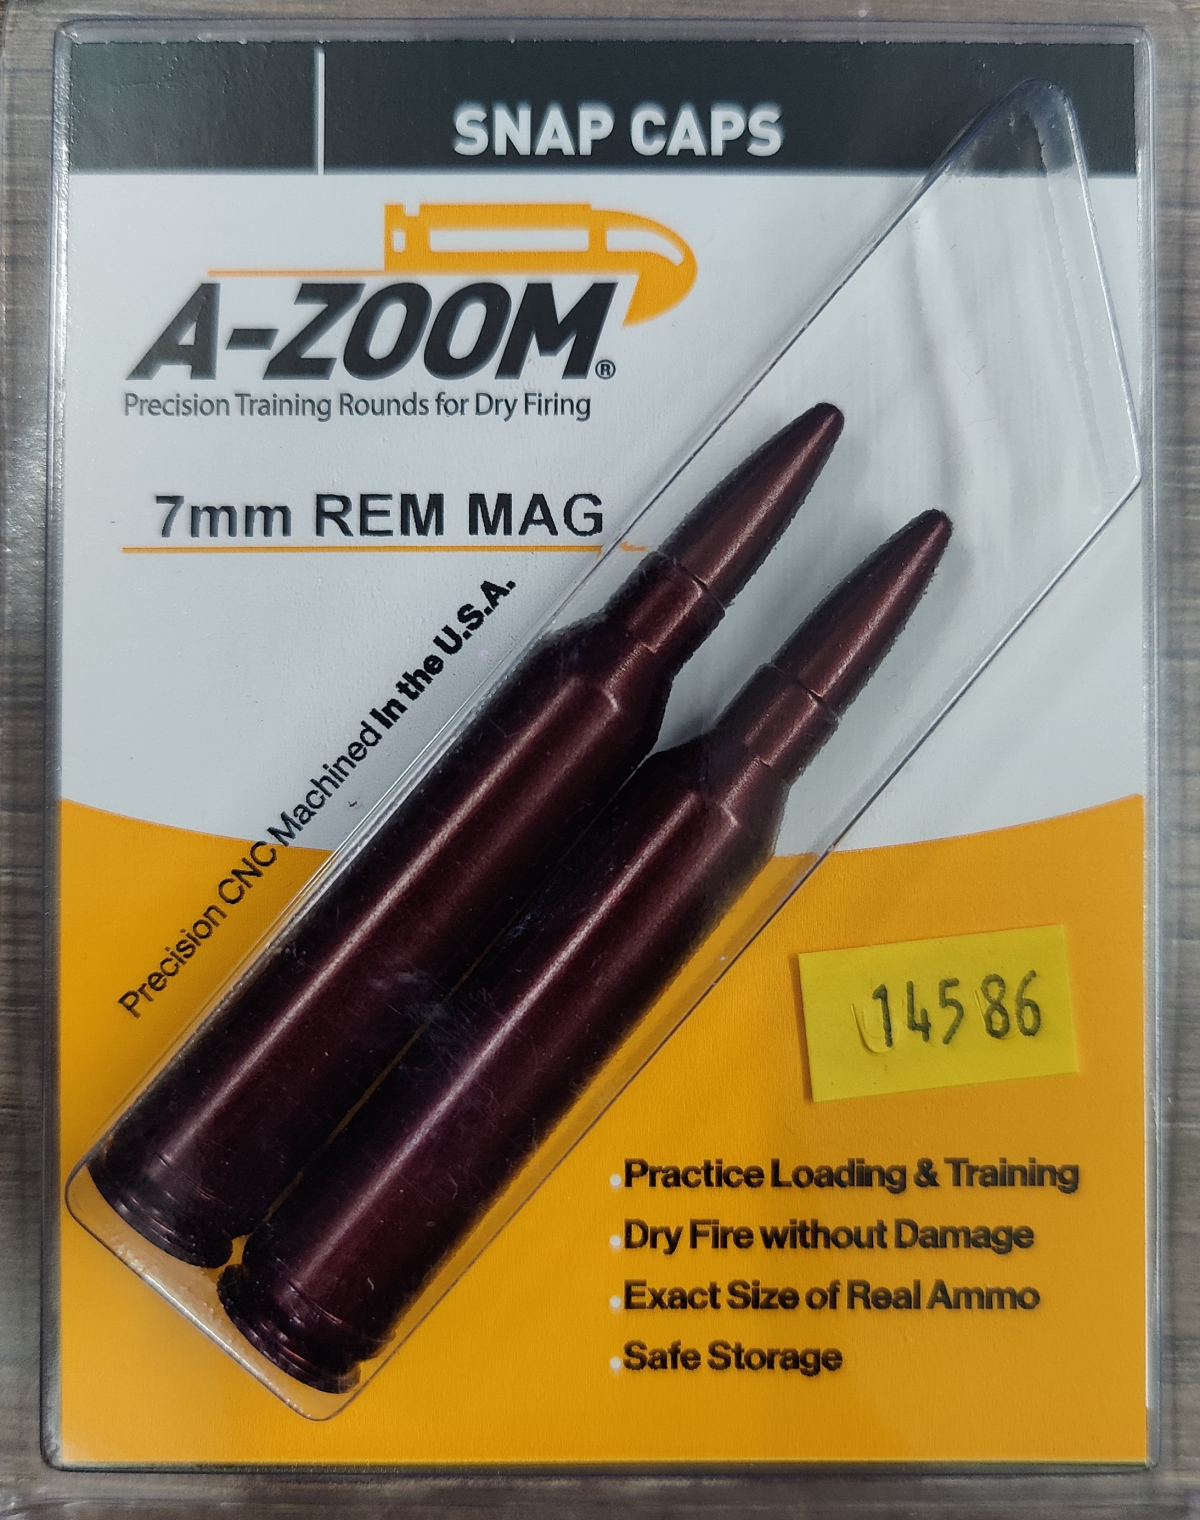 SNAP CAPS
A-ZOOM®
Precision Training Rounds for Dry Firing
7mm REM MAG
Precision CNC Machined In the U.S.A.
14586
.Practice Loading & Training
.Dry Fire without Damage
.Exact Size of Real Ammo
.Safe Storage